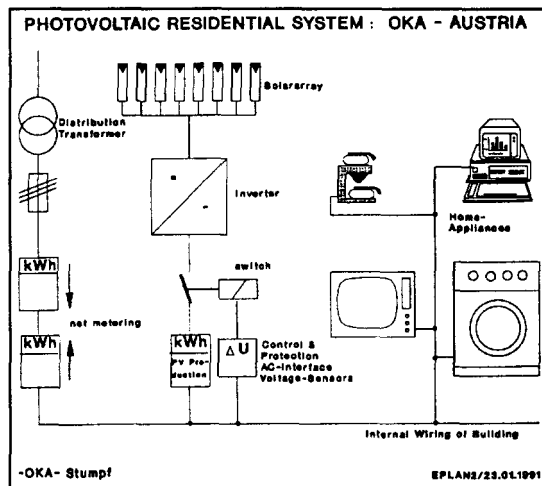 PHOTOVOLTAIC RESIDENTIAL SYSTEM : OKA - AUSTRIA
Solararray
Distribution
Transformer
Inverter
Home-
Appliances
kWh
switch
net metering
kWh
kWh
PV Pro-
duction
Δ U
Control &
Protection
AC-Interface
Voltage-Sensors
Internal Wiring of Building
-OKA- Stumpf
EPLAN2/23.01.1991